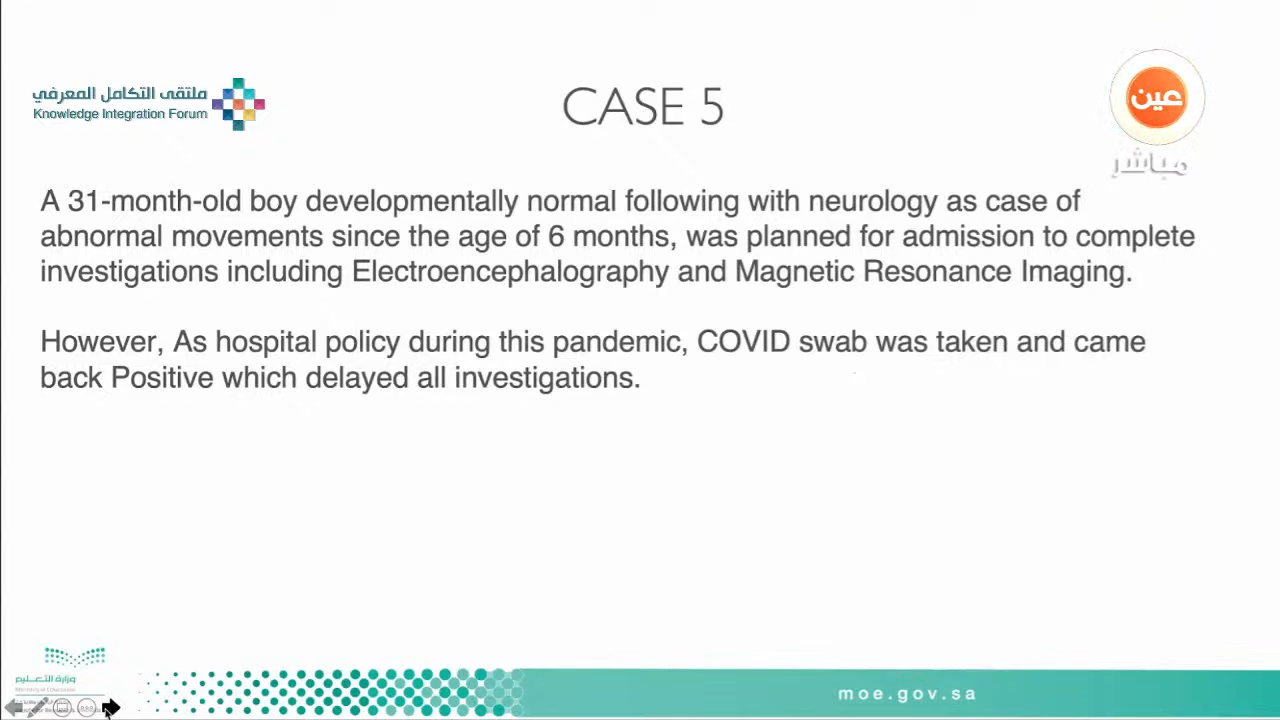 ملتقى التكامل المعرفي
Knowledge Integration Forum
CASE 5
عين
مباشر
A 31-month-old boy developmentally normal following with neurology as case of
abnormal movements since the age of 6 months, was planned for admission to complete
investigations including Electroencephalography and Magnetic Resonance Imaging.
However, As hospital policy during this pandemic, COVID swab was taken and came
back Positive which delayed all investigations.
وزارة التعليم
Ministry of Education
moe.gov.sa